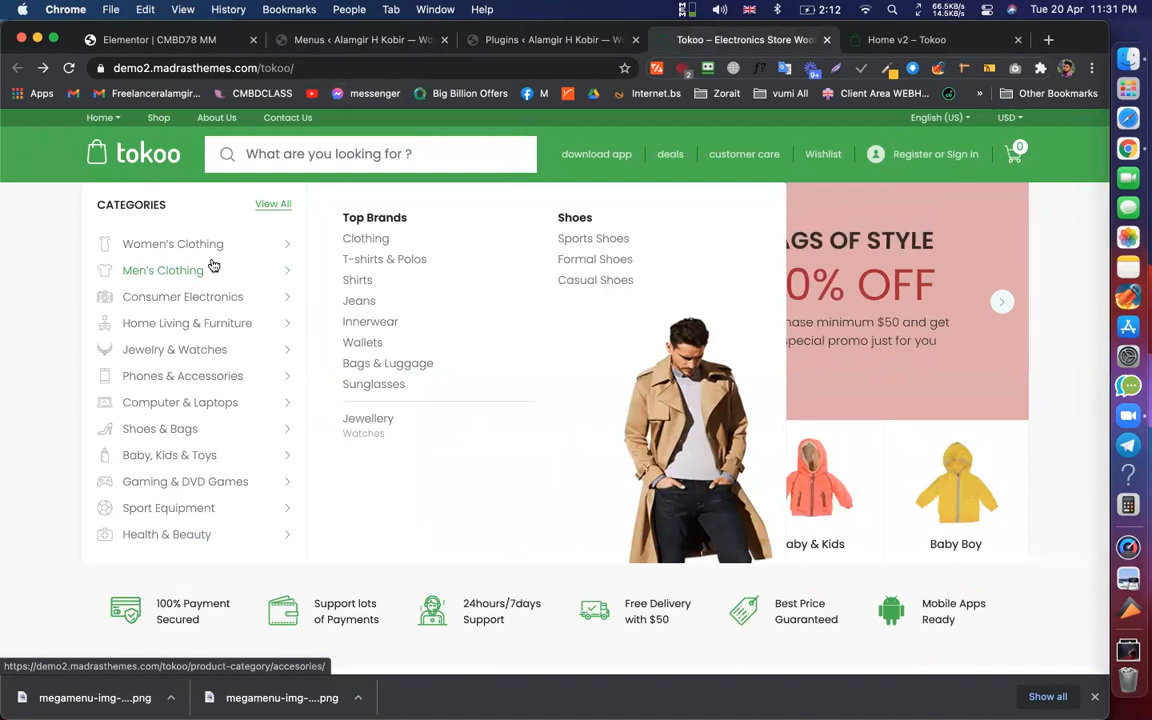 Chrome File Edit View History Bookmarks People Tab Window Help 2:12 66.5KB/s 14.5KB/s Tue 20 Apr 11:31 PM
Elementor | CMBD78 MM
Menus ‹ Alamgir H Kobir — Wo
Plugins ‹ Alamgir H Kobir — W
Tokoo – Electronics Store Woo
Home v2 – Tokoo
demo2.madrasthemes.com/tokoo/
Apps Freelanceralamgir... CMBDCLASS messenger Big Billion Offers M Internet.bs Zorait vumi All Client Area WEBH... » Other Bookmarks
Home Shop About Us Contact Us English (US) USD
tokoo What are you looking for ? download app deals customer care Wishlist Register or Sign in 0
CATEGORIES View All
Women's Clothing
Men's Clothing
Consumer Electronics
Home Living & Furniture
Jewelry & Watches
Phones & Accessories
Computer & Laptops
Shoes & Bags
Baby, Kids & Toys
Gaming & DVD Games
Sport Equipment
Health & Beauty
Top Brands
Clothing
T-shirts & Polos
Shirts
Jeans
Innerwear
Wallets
Bags & Luggage
Sunglasses
Jewellery
Watches
Shoes
Sports Shoes
Formal Shoes
Casual Shoes
AGS OF STYLE
0% OFF
hase minimum $50 and get
special promo just for you
aby & Kids
Baby Boy
100% Payment
Secured
Support lots
of Payments
24hours/7days
Support
Free Delivery
with $50
Best Price
Guaranteed
Mobile Apps
Ready
https://demo2.madrasthemes.com/tokoo/product-category/accesories/
megamenu-img-....png
megamenu-img-....png
Show all